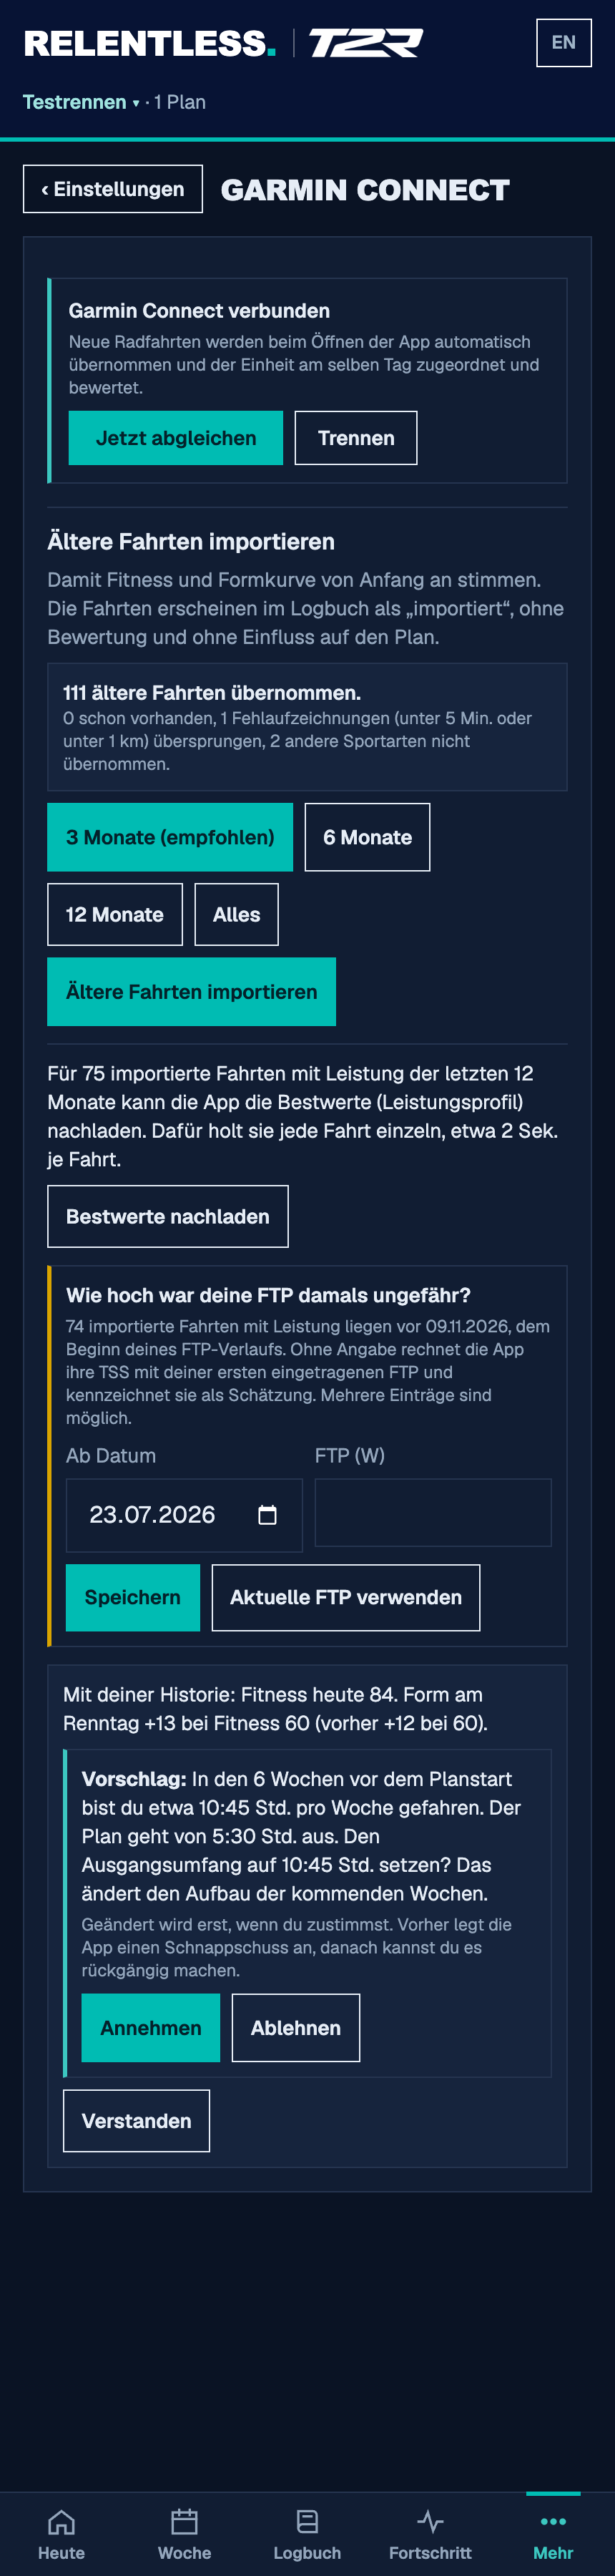 RELENTLESS. T2R
EN
Testrennen ▾ · 1 Plan
‹ Einstellungen
GARMIN CONNECT
Garmin Connect verbunden
Neue Radfahrten werden beim Öffnen der App automatisch
übernommen und der Einheit am selben Tag zugeordnet und
bewertet.
Jetzt abgleichen
Trennen
Ältere Fahrten importieren
Damit Fitness und Formkurve von Anfang an stimmen.
Die Fahrten erscheinen im Logbuch als „importiert“, ohne
Bewertung und ohne Einfluss auf den Plan.
111 ältere Fahrten übernommen.
0 schon vorhanden, 1 Fehlaufzeichnungen (unter 5 Min. oder
unter 1 km) übersprungen, 2 andere Sportarten nicht
übernommen.
3 Monate (empfohlen)
6 Monate
12 Monate
Alles
Ältere Fahrten importieren
Für 75 importierte Fahrten mit Leistung der letzten 12
Monate kann die App die Bestwerte (Leistungsprofil)
nachladen. Dafür holt sie jede Fahrt einzeln, etwa 2 Sek.
je Fahrt.
Bestwerte nachladen
Wie hoch war deine FTP damals ungefähr?
74 importierte Fahrten mit Leistung liegen vor 09.11.2026, dem
Beginn deines FTP-Verlaufs. Ohne Angabe rechnet die App
ihre TSS mit deiner ersten eingetragenen FTP und
kennzeichnet sie als Schätzung. Mehrere Einträge sind
möglich.
Ab Datum
FTP (W)
23.07.2026
Speichern
Aktuelle FTP verwenden
Mit deiner Historie: Fitness heute 84. Form am
Renntag +13 bei Fitness 60 (vorher +12 bei 60).
Vorschlag: In den 6 Wochen vor dem Planstart
bist du etwa 10:45 Std. pro Woche gefahren. Der
Plan geht von 5:30 Std. aus. Den
Ausgangsumfang auf 10:45 Std. setzen? Das
ändert den Aufbau der kommenden Wochen.
Geändert wird erst, wenn du zustimmst. Vorher legt die
App einen Schnappschuss an, danach kannst du es
rückgängig machen.
Annehmen
Ablehnen
Verstanden
Heute
Woche
Logbuch
Fortschritt
Mehr